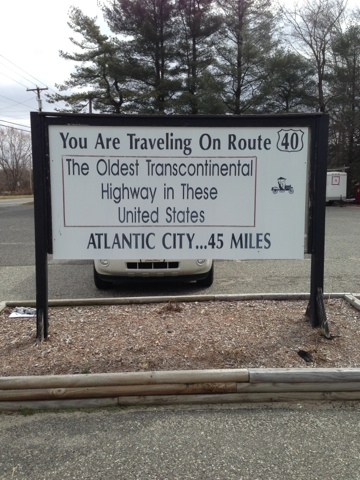 You Are Traveling On Route 40
The Oldest Transcontinental
Highway in These
United States
ATLANTIC CITY...45 MILES